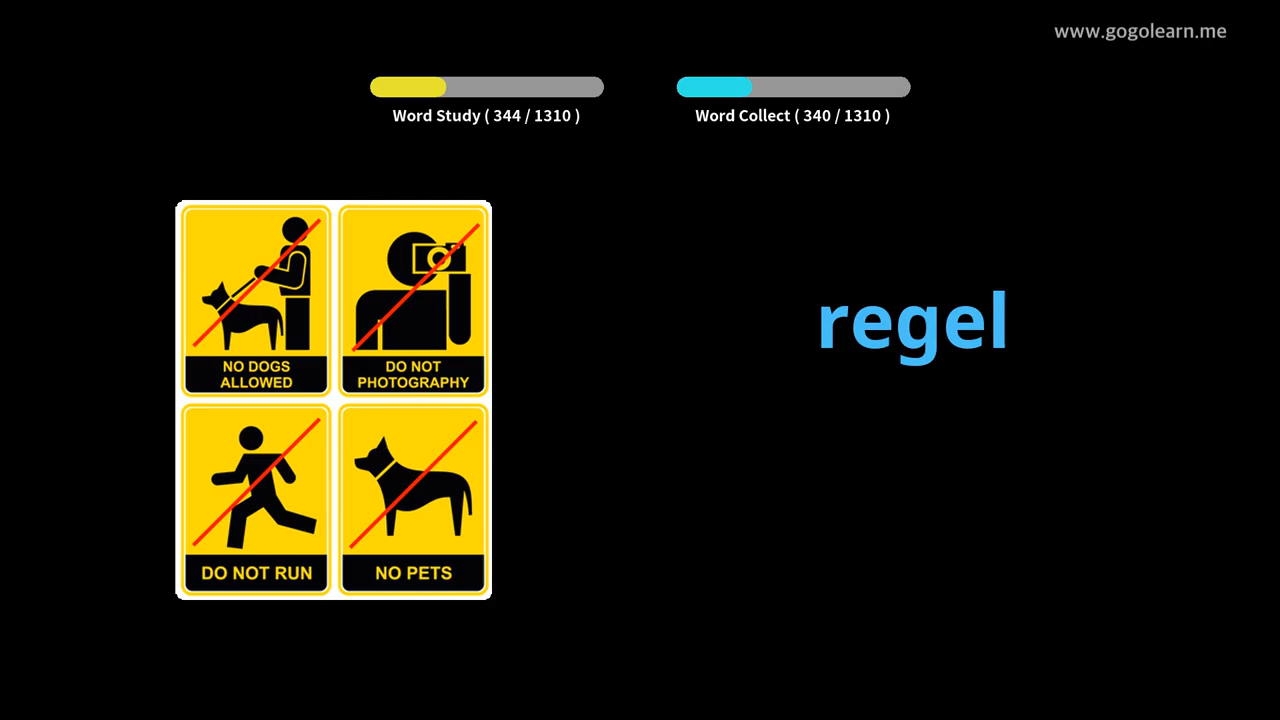 www.gogolearn.me
Word Study ( 344 / 1310 )
Word Collect ( 340 / 1310 )
NO DOGS
ALLOWED
DO NOT
PHOTOGRAPHY
DO NOT RUN
NO PETS
regel